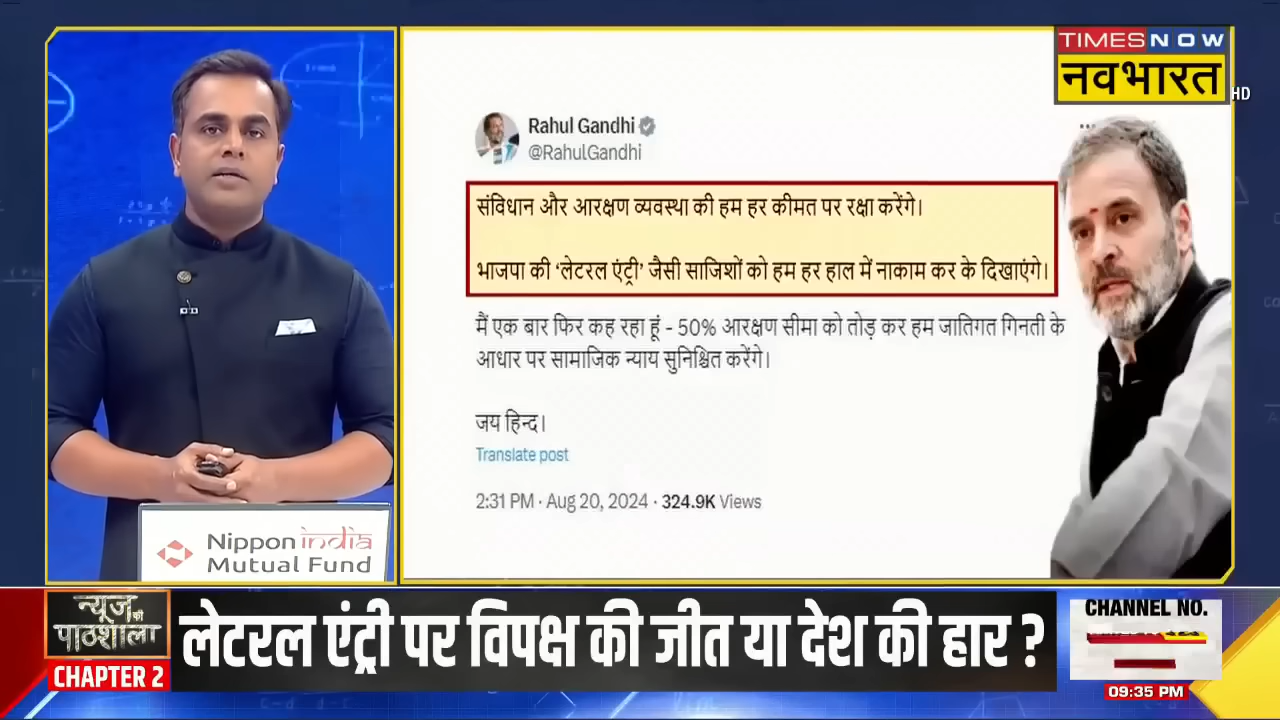 TIMES NOW
नवभारत
HD
Rahul Gandhi
@RahulGandhi
संविधान और आरक्षण व्यवस्था की हम हर कीमत पर रक्षा करेंगे।
भाजपा की ‘लेटरल एंट्री’ जैसी साजिशों को हम हर हाल में नाकाम कर के दिखाएंगे।
मैं एक बार फिर कह रहा हूं - 50% आरक्षण सीमा को तोड़ कर हम जातिगत गिनती के
आधार पर सामाजिक न्याय सुनिश्चित करेंगे।
जय हिन्द।
Translate post
2:31 PM · Aug 20, 2024 · 324.9K Views
Nippon india
Mutual Fund
न्यूज़ की
पाठशाला
CHAPTER 2
लेटरल एंट्री पर विपक्ष की जीत या देश की हार ?
CHANNEL NO.
09:35 PM